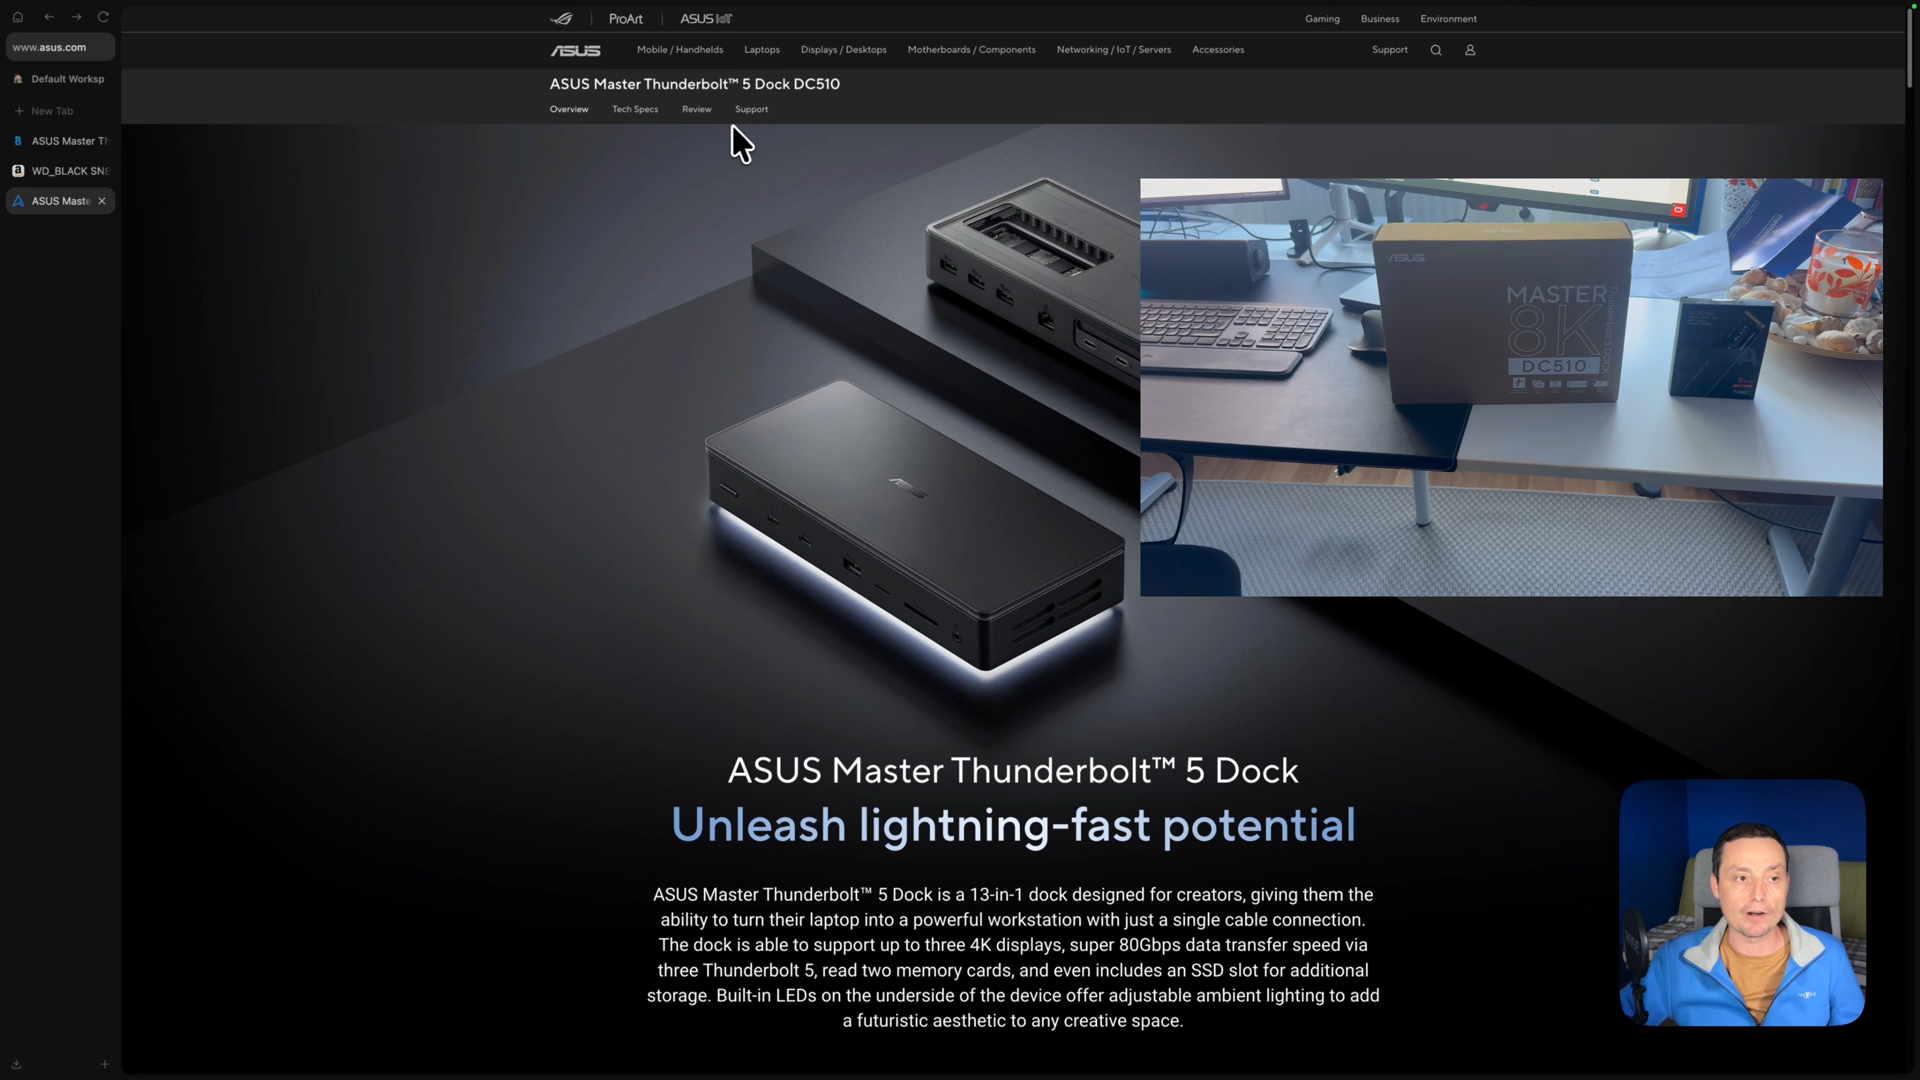 ProArt
ASUS IoT
Gaming
Business
Environment
www.asus.com
ASUS
Mobile / Handhelds
Laptops
Displays / Desktops
Motherboards / Components
Networking / IoT / Servers
Accessories
Support
Default Worksp
ASUS Master Thunderbolt™ 5 Dock DC510
Overview
Tech Specs
Review
Support
New Tab
ASUS Master Th
WD_BLACK SN8
ASUS Maste
ASUS
MASTER
8K
DC510
Thunderbolt 5 DOCK
ASUS
ASUS Master Thunderbolt™ 5 Dock
Unleash lightning-fast potential
ASUS Master Thunderbolt™ 5 Dock is a 13-in-1 dock designed for creators, giving them the
ability to turn their laptop into a powerful workstation with just a single cable connection.
The dock is able to support up to three 4K displays, super 80Gbps data transfer speed via
three Thunderbolt 5, read two memory cards, and even includes an SSD slot for additional
storage. Built-in LEDs on the underside of the device offer adjustable ambient lighting to add
a futuristic aesthetic to any creative space.